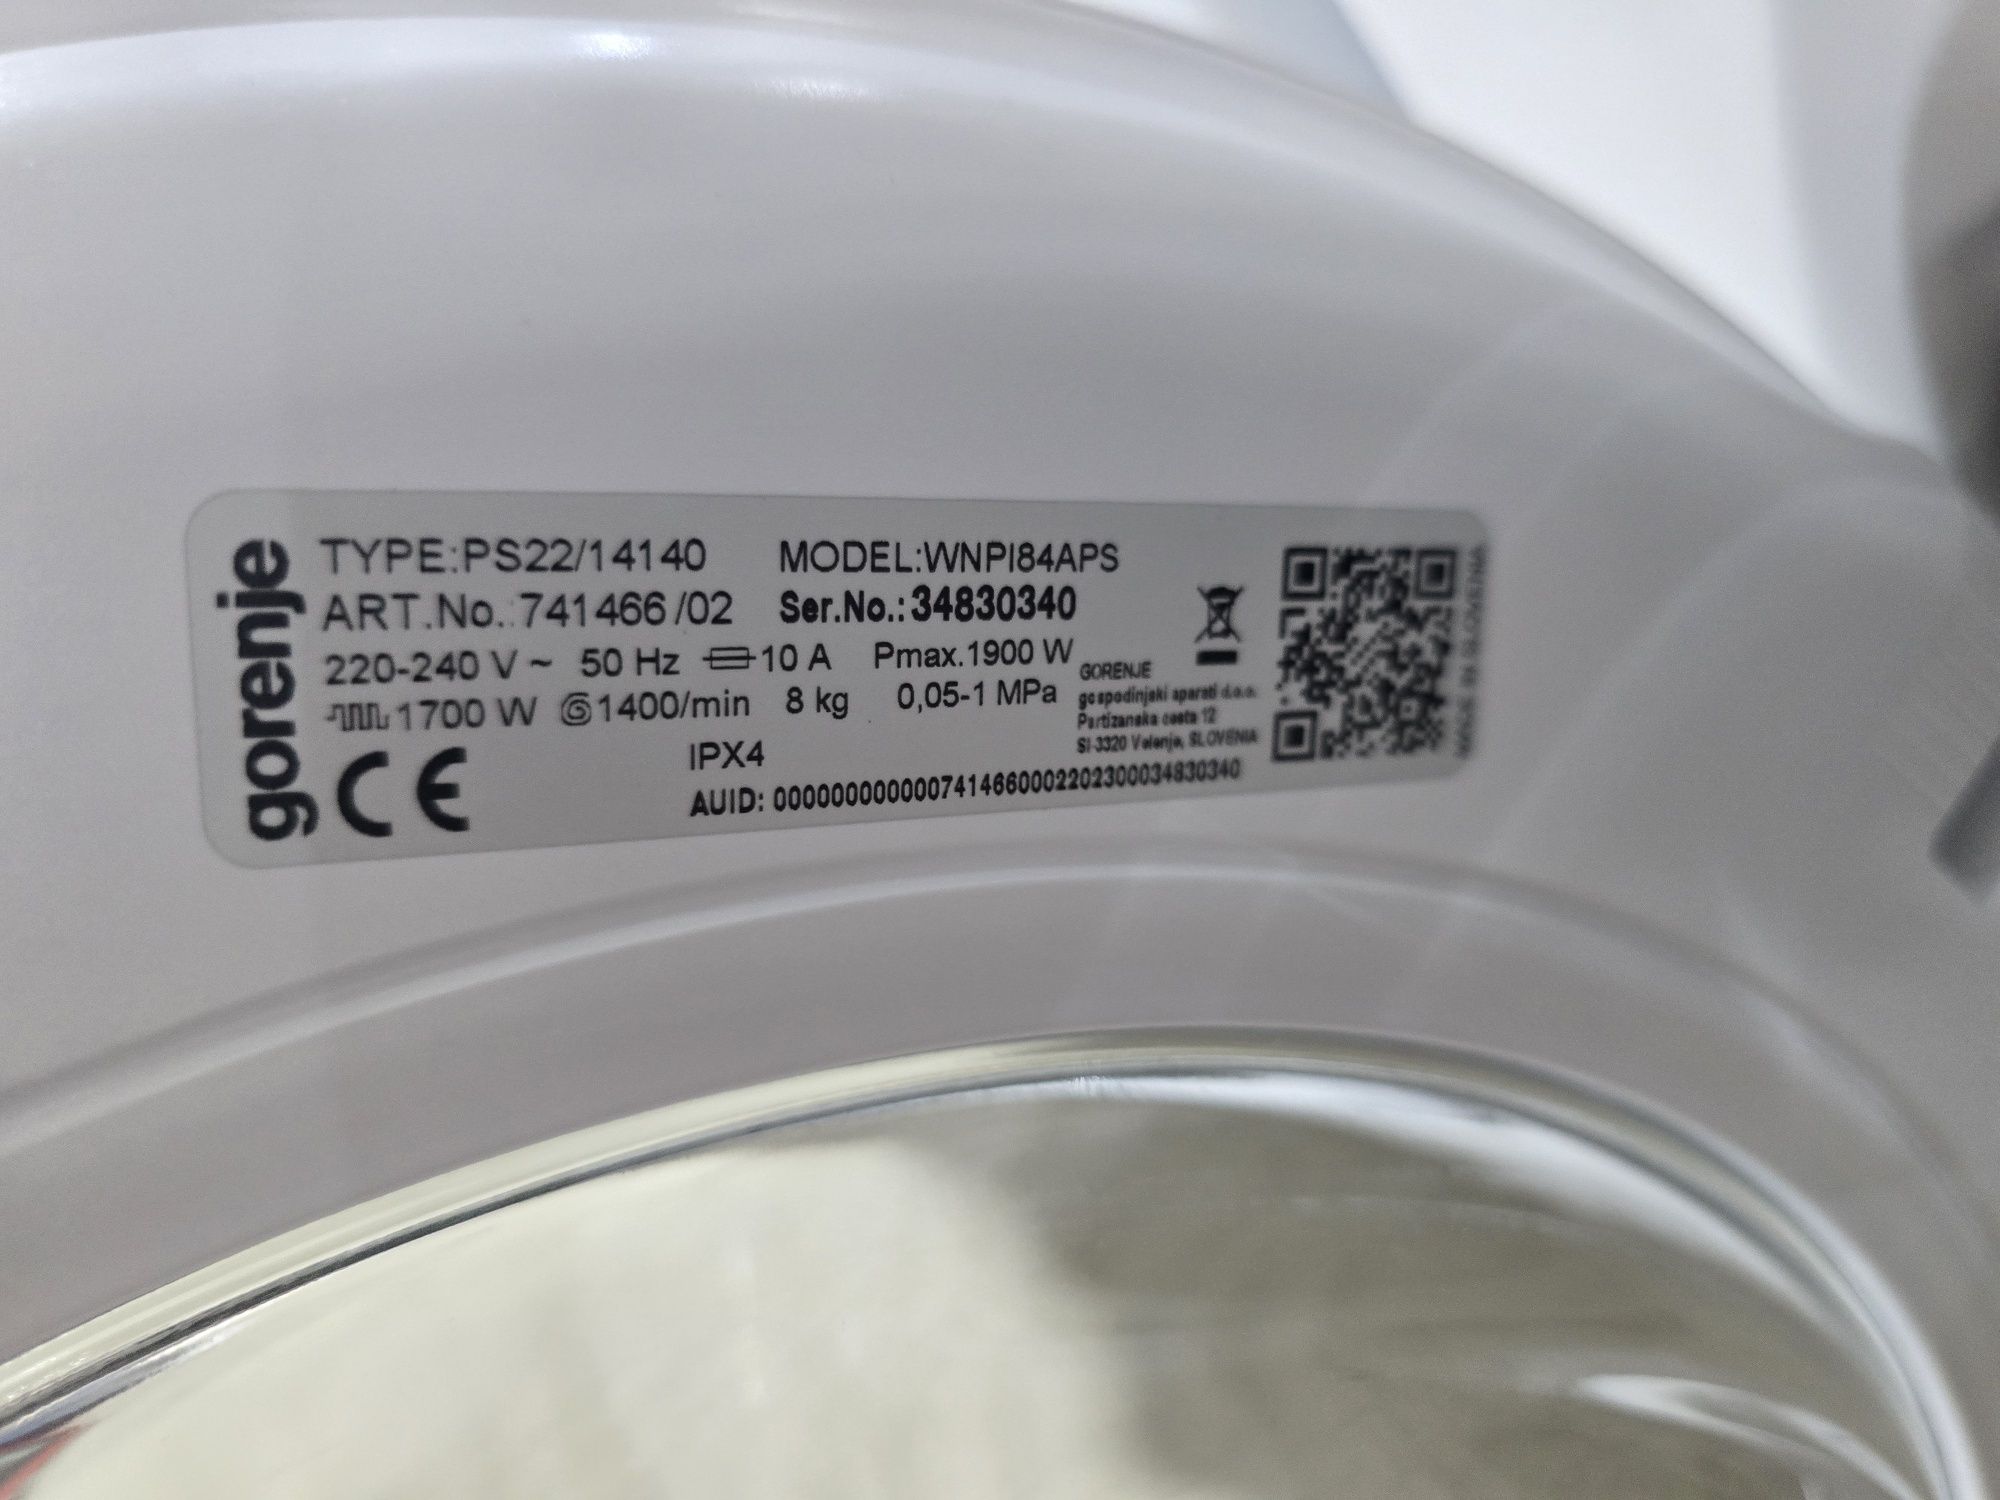 gorenje
TYPE:PS22/14140 MODEL:WNPI84APS
ART.No.:741466/02 Ser.No.:34830340
220-240 V ~ 50 Hz 10 A Pmax.1900 W
1700 W 1400/min 8 kg 0,05-1 MPa
GORENJE
gospodinjski aparati d.o.o.
Partizanska cesta 12
SI-3320 Velenje, SLOVENIA
CE
IPX4
AUID: 0000000000007414660002202300034830340
MADE IN SLOVENIA